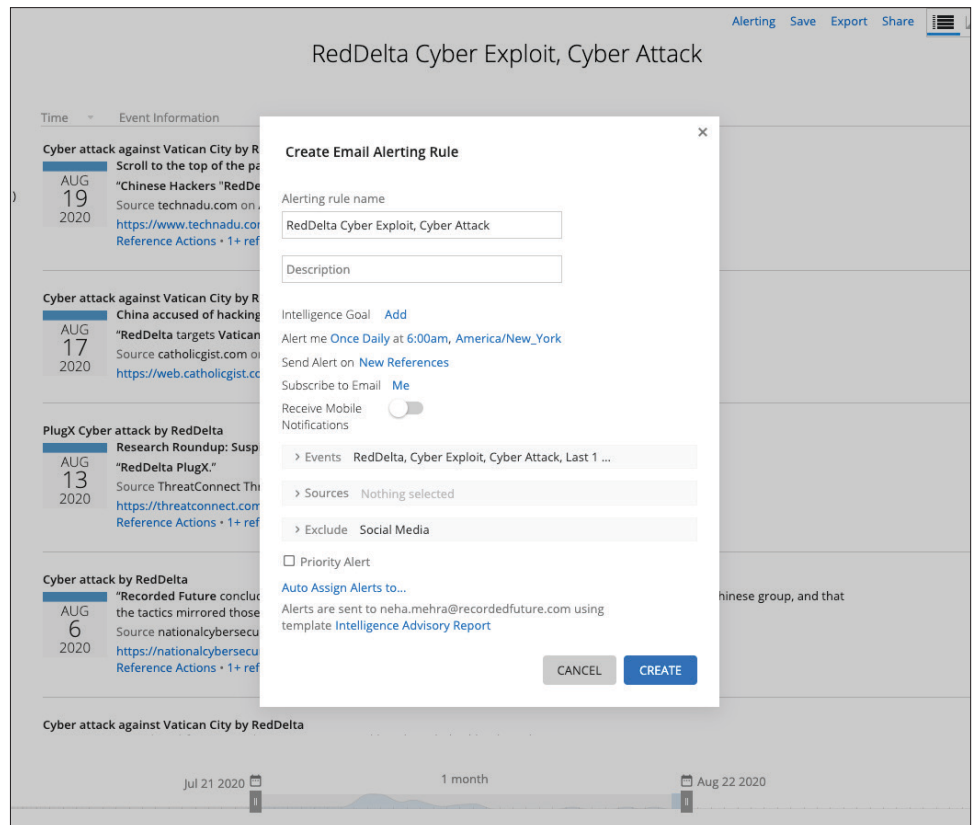 Alerting Save Export Share
RedDelta Cyber Exploit, Cyber Attack
Time Event Information
Cyber attack against Vatican City by R
Scroll to the top of the pa
AUG
19
2020
"Chinese Hackers "RedDe
Source technadu.com on
https://www.technadu.co
Reference Actions • 1+ ref
)
Cyber attack against Vatican City by R
China accused of hacking
AUG
17
2020
"RedDelta targets Vatican
Source catholicgist.com o
https://web.catholicgist.cc
PlugX Cyber attack by RedDelta
Research Roundup: Susp
AUG
13
2020
"RedDelta PlugX."
Source ThreatConnect Thr
https://threatconnect.com
Reference Actions • 1+ ref
Cyber attack by RedDelta
"Recorded Future concluc
hinese group, and that
the tactics mirrored those
AUG
6
2020
Source nationalcybersecu
https://nationalcybersecu
Reference Actions • 1+ ref
Cyber attack against Vatican City by RedDelta
Create Email Alerting Rule
×
Alerting rule name
RedDelta Cyber Exploit, Cyber Attack
Description
Intelligence Goal Add
Alert me Once Daily at 6:00am, America/New_York
Send Alert on New References
Subscribe to Email Me
Receive Mobile
Notifications
> Events RedDelta, Cyber Exploit, Cyber Attack, Last 1 ...
> Sources Nothing selected
> Exclude Social Media
Priority Alert
Auto Assign Alerts to...
Alerts are sent to neha.mehra@recordedfuture.com using
template Intelligence Advisory Report
CANCEL CREATE
Jul 21 2020 1 month Aug 22 2020